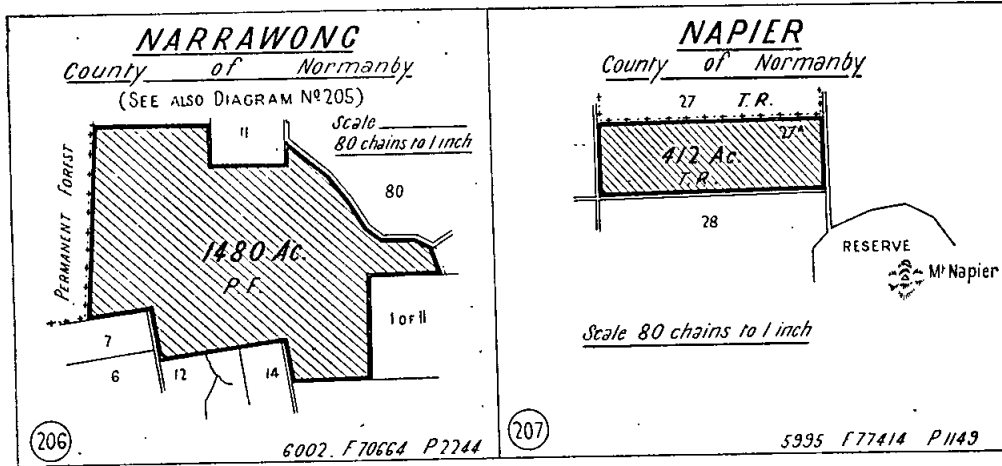 NARRAWONG
County of Normanby
(SEE ALSO DIAGRAM Nº205)
Scale
80 chains to 1 inch
11
80
PERMANENT FOREST
1480 Ac.
P.F.
1 OF 11
7
6
12
14
206
6002. F70664 P2244
NAPIER
County of Normanby
27 T.R.
27ᴬ
412 Ac.
T.R.
28
RESERVE
Mᵗ Napier
Scale 80 chains to 1 inch
207
5995 F77414 P1149